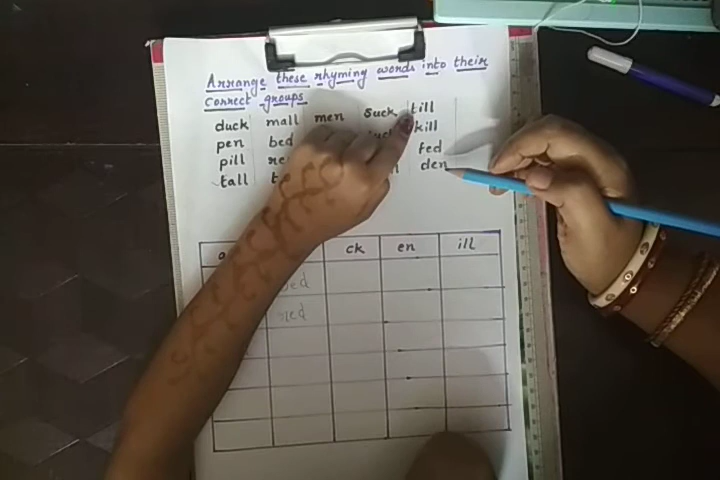 Arrange these rhyming words into their
correct groups
duck mall men suck till
pen bed kill
pill fed
tall den
ck en ill
ned